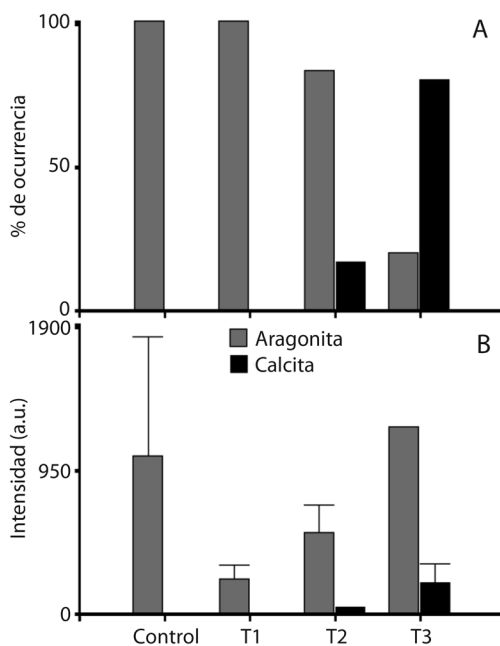 100
A
% de ocurrencia
50
0
1900
Aragonita
B
Calcita
Intensidad (a.u.)
950
0
Control T1 T2 T3